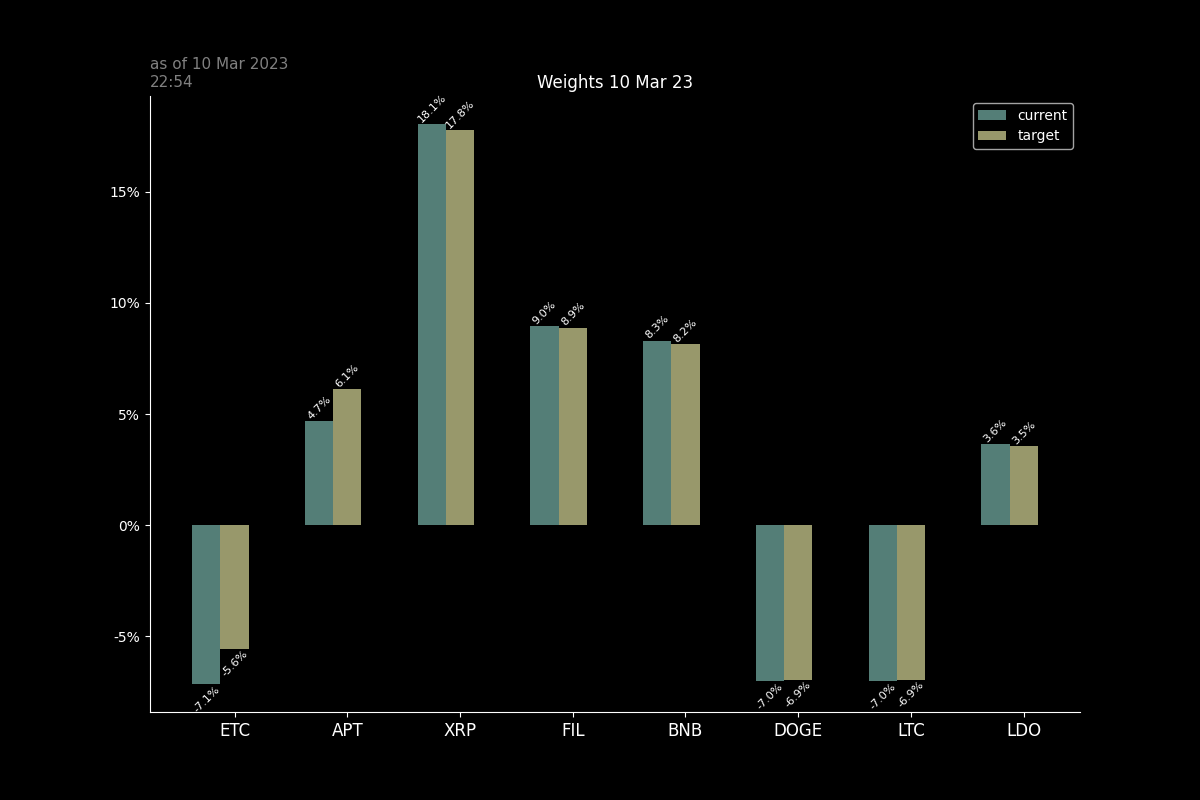 as of 10 Mar 2023
22:54
Weights 10 Mar 23
current
target
15%
10%
5%
0%
-5%
-7.1%
-5.6%
4.7%
6.1%
18.1%
17.8%
9.0%
8.9%
8.3%
8.2%
-7.0%
-6.9%
-7.0%
-6.9%
3.6%
3.5%
ETC
APT
XRP
FIL
BNB
DOGE
LTC
LDO